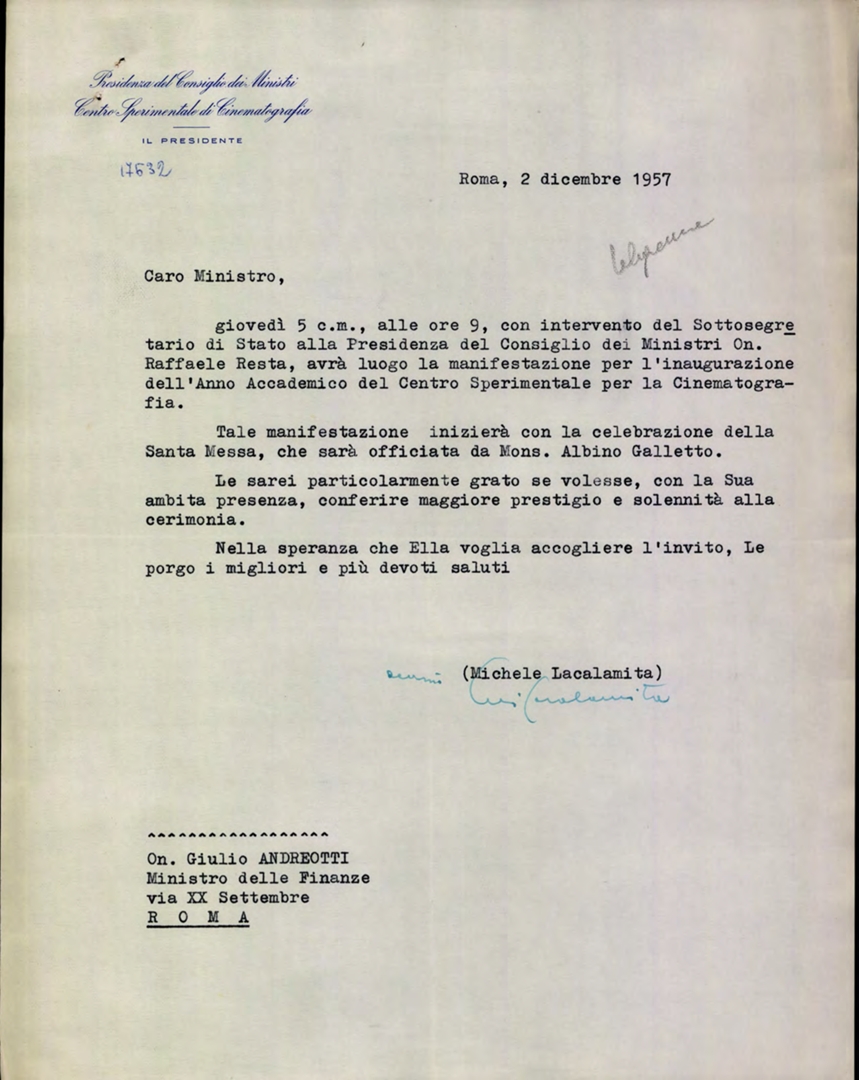 Presidenza del Consiglio dei Ministri
Centro Sperimentale di Cinematografia
IL PRESIDENTE
17632
Roma, 2 dicembre 1957
Caro Ministro,
giovedì 5 c.m., alle ore 9, con intervento del Sottosegre
tario di Stato alla Presidenza del Consiglio dei Ministri On.
Raffaele Resta, avrà luogo la manifestazione per l'inaugurazione
dell'Anno Accademico del Centro Sperimentale per la Cinematogra-
fia.
Tale manifestazione inizierà con la celebrazione della
Santa Messa, che sarà officiata da Mons. Albino Galletto.
Le sarei particolarmente grato se volesse, con la Sua
ambita presenza, conferire maggiore prestigio e solennità alla
cerimonia.
Nella speranza che Ella voglia accogliere l'invito, Le
porgo i migliori e più devoti saluti
(Michele Lacalamita)
On. Giulio ANDREOTTI
Ministro delle Finanze
via XX Settembre
R O M A